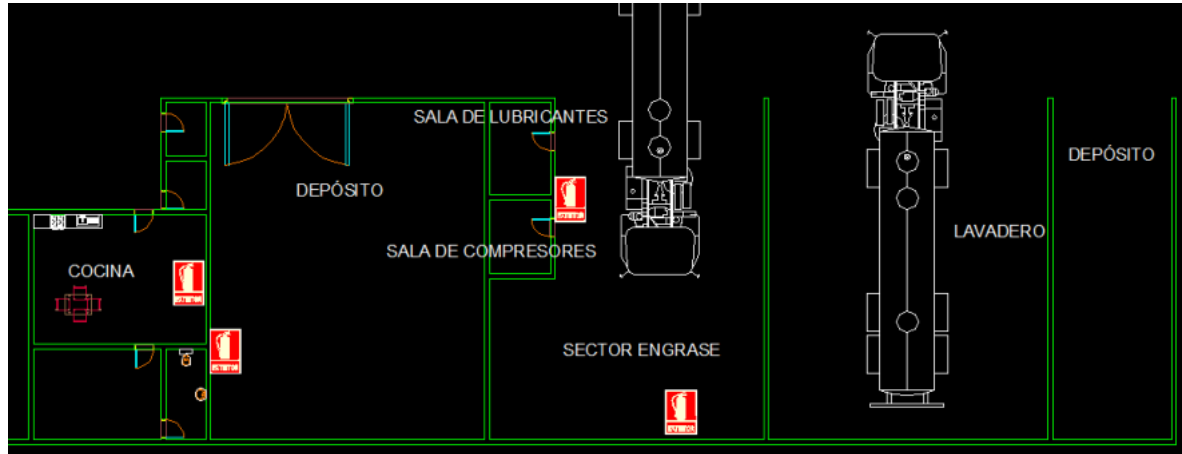 SALA DE LUBRICANTES
DEPÓSITO
DEPÓSITO
LAVADERO
SALA DE COMPRESORES
COCINA
SECTOR ENGRASE